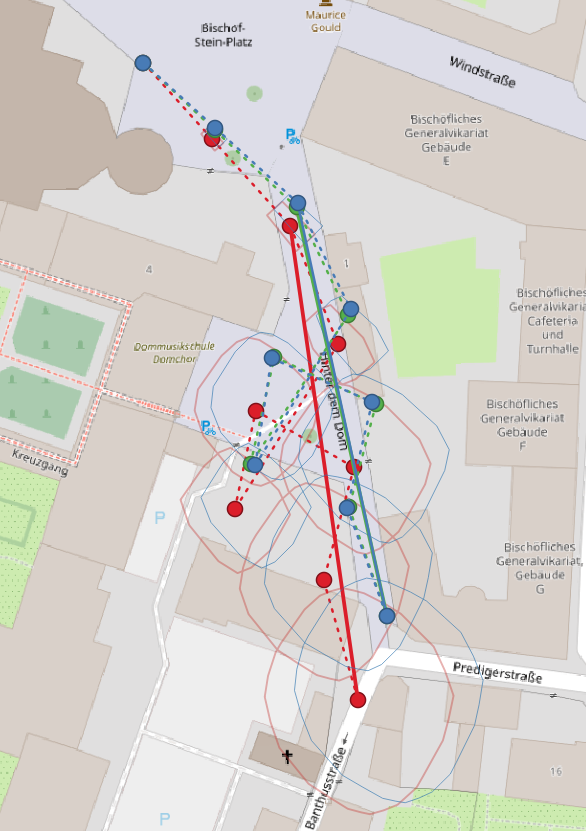 Maurice
Gould
Bischof-
Stein-Platz
Windstraße
Bischöfliches
Generalvikariat
Gebäude
E
P
4
1
Bischöfliches
Generalvikaria
Cafeteria
und
Turnhalle
Dommusikschule
Domchor
Hinter dem Dom
Bischöfliches
Generalvikariat
Gebäude
F
P
Kreuzgang
P
Bischöfliches
Generalvikariat,
Gebäude
G
Predigerstraße
Banthusstraße
16
P